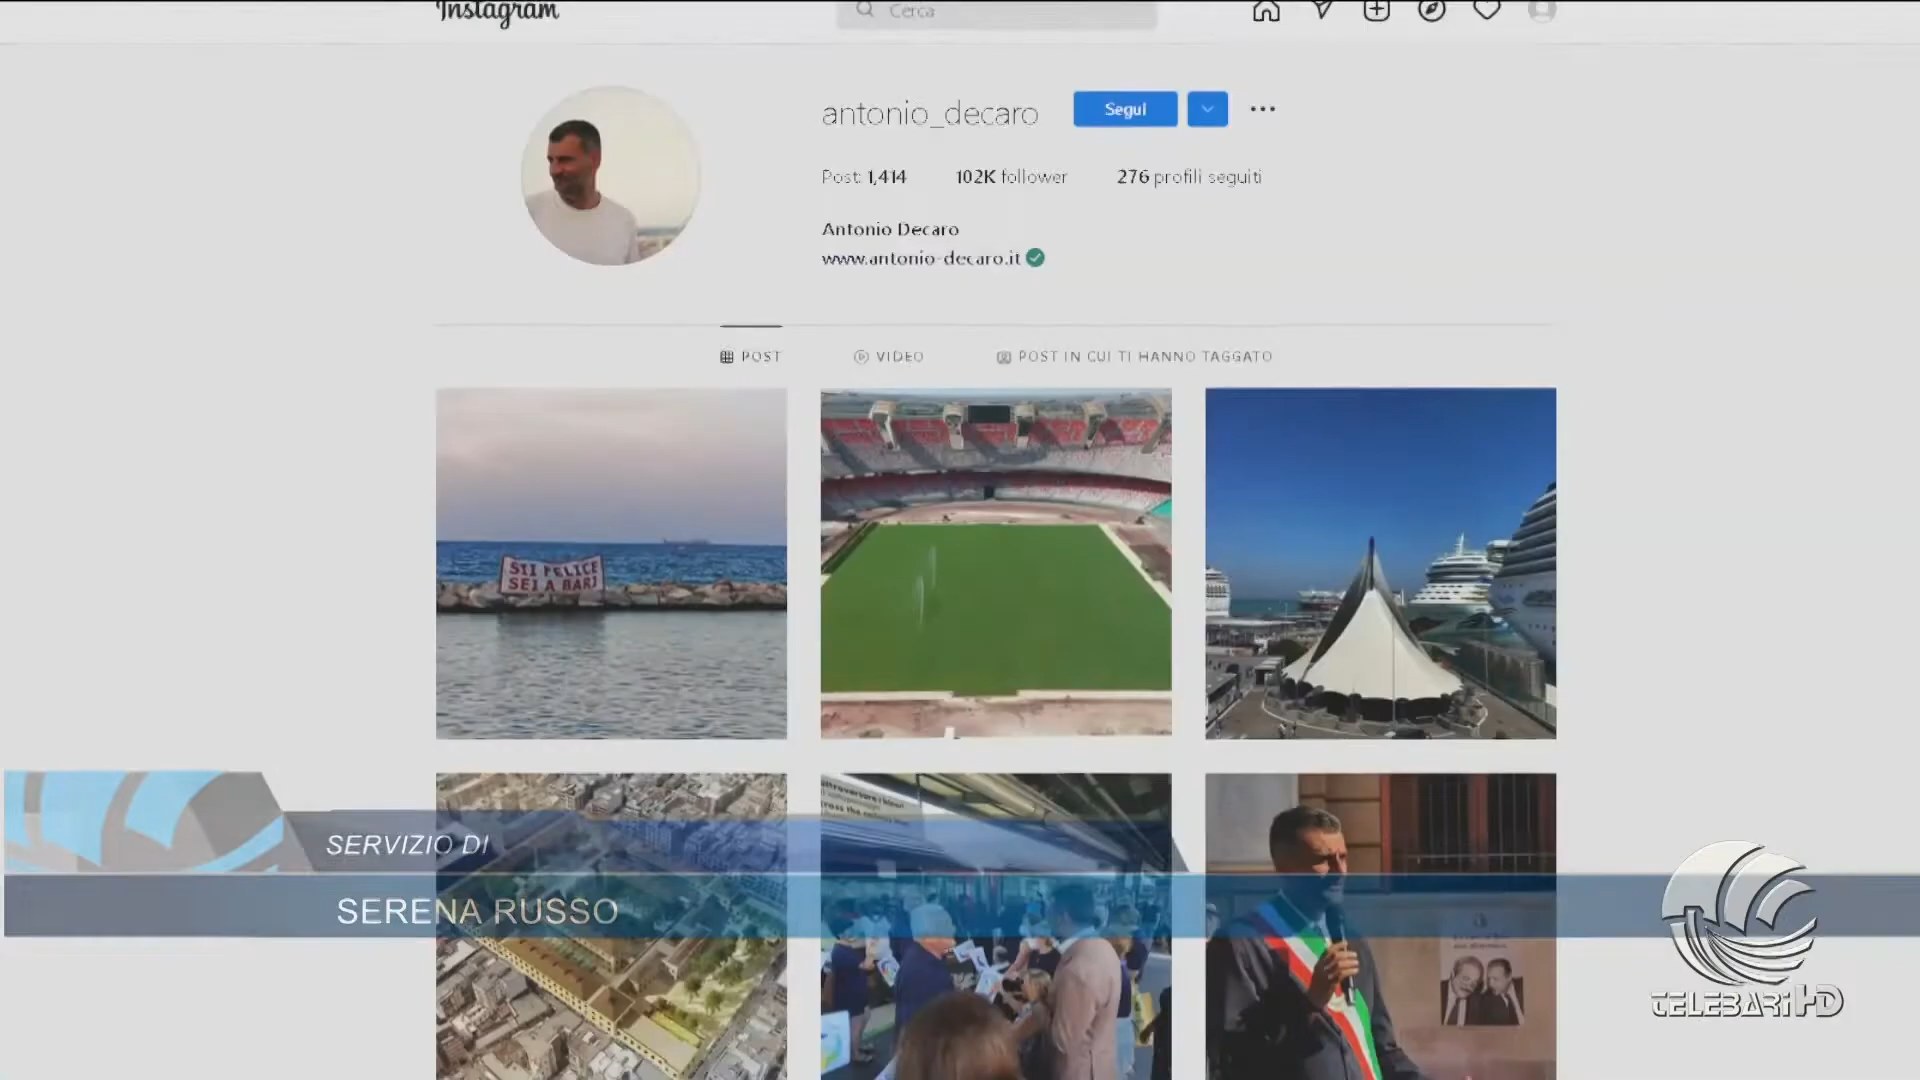 Instagram
Cerca
antonio_decaro
Segui
Post: 1,414 102K follower 276 profili seguiti
Antonio Decaro
www.antonio-decaro.it
POST VIDEO POST IN CUI TI HANNO TAGGATO
SII FELICE
SEI A BARI
SERVIZIO DI
SERENA RUSSO
TELEBARI HD